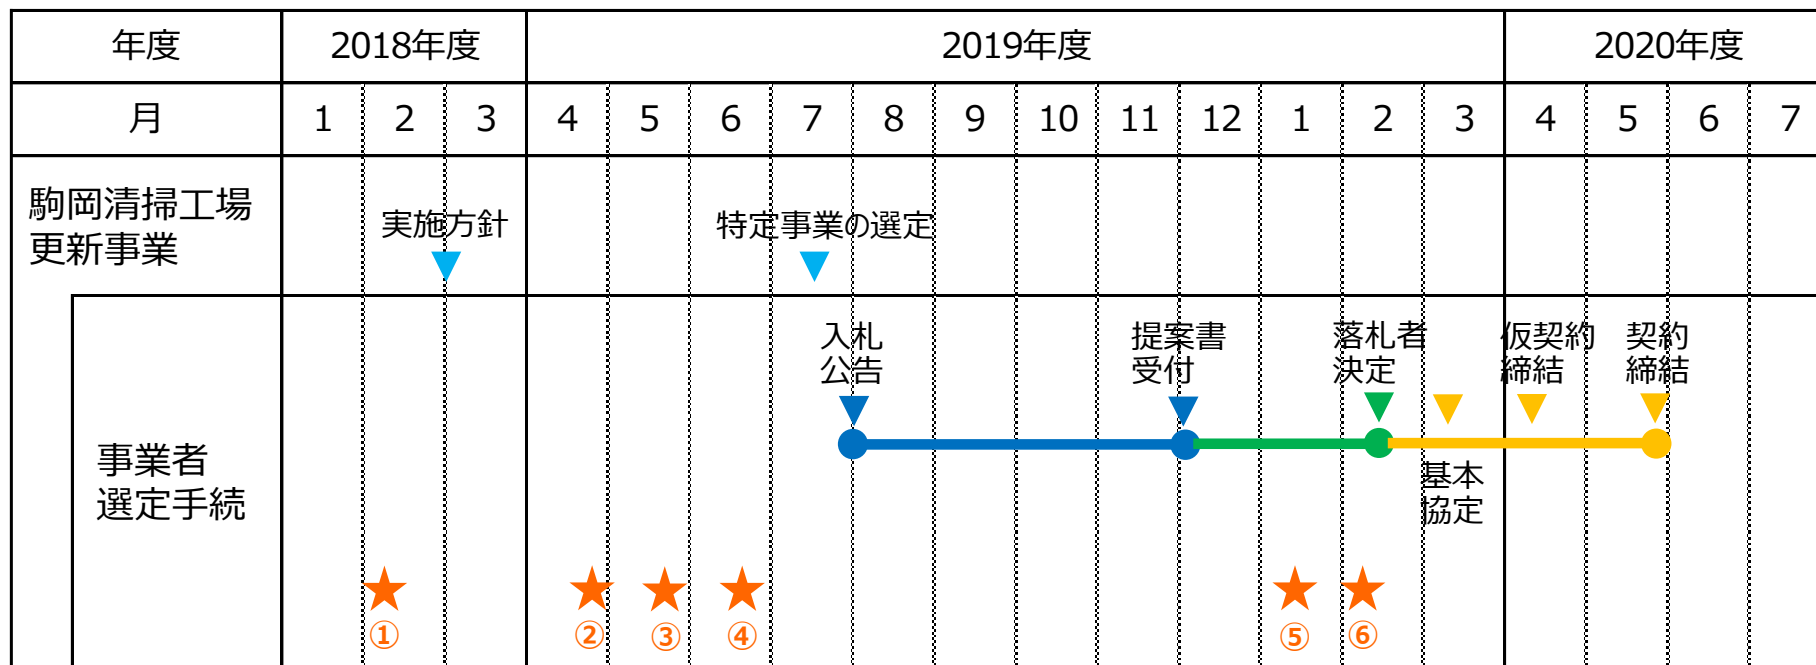 年度 2018年度 2019年度 2020年度
月 1 2 3 4 5 6 7 8 9 10 11 12 1 2 3 4 5 6 7
駒岡清掃工場
更新事業
実施方針 特定事業の選定
事業者
選定手続
入札
公告
提案書
受付
落札者
決定
仮契約
締結
契約
締結
基本
協定
① ② ③ ④ ⑤ ⑥